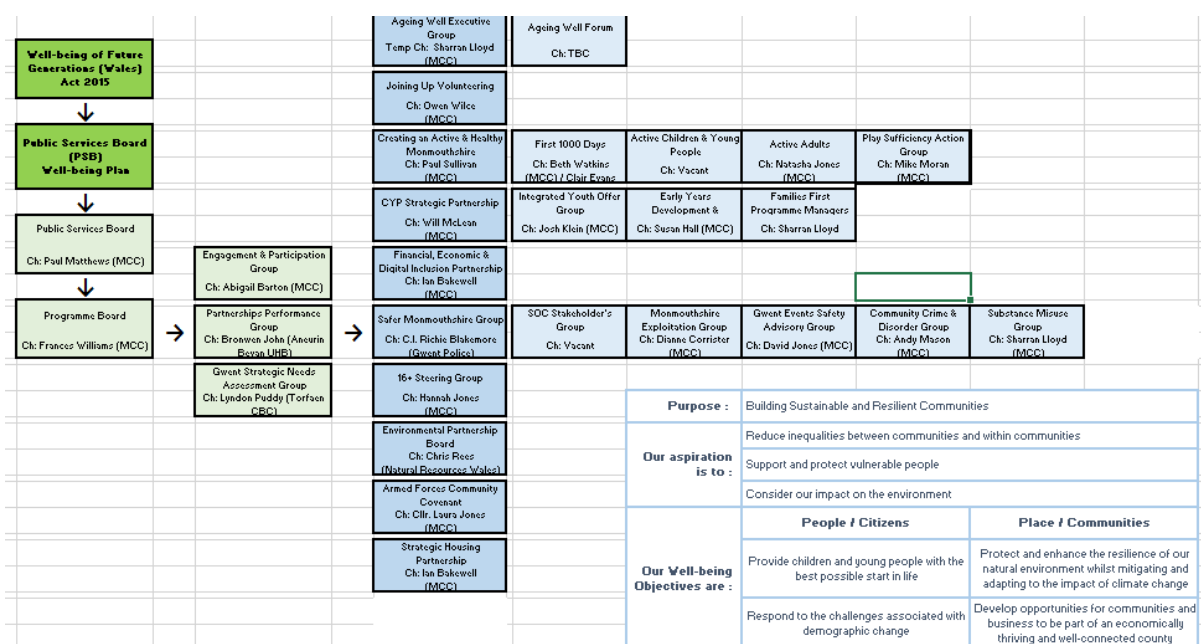 Well-being of Future
Generations (Wales)
Act 2015
↓
Public Services Board
(PSB)
Well-being Plan
↓
Public Services Board
Ch: Paul Matthews (MCC)
↓
Programme Board
Ch: Frances Williams (MCC)
→
Engagement & Participation
Group
Ch: Abigail Barton (MCC)
Partnerships Performance
Group
Ch: Bronwen John (Aneurin
Bevan UHB)
Gwent Strategic Needs
Assessment Group
Ch: Lyndon Puddy (Torfaen
CBC)
→
Ageing Well Executive
Group
Temp Ch: Sharran Lloyd
(MCC)
Ageing Well Forum
Ch: TBC
Joining Up Volunteering
Ch: Owen Wilce
(MCC)
Creating an Active & Healthy
Monmouthshire
Ch: Paul Sullivan
(MCC)
First 1000 Days
Ch: Beth Watkins
(MCC) / Clair Evans
Active Children & Young
People
Ch: Vacant
Active Adults
Ch: Natasha Jones
(MCC)
Play Sufficiency Action
Group
Ch: Mike Moran
(MCC)
CYP Strategic Partnership
Ch: Will McLean
(MCC)
Integrated Youth Offer
Group
Ch: Josh Klein (MCC)
Early Years
Development &
Ch: Susan Hall (MCC)
Families First
Programme Managers
Ch: Sharran Lloyd
Financial, Economic &
Digital Inclusion Partnership
Ch: Ian Bakewell
(MCC)
Safer Monmouthshire Group
Ch: C.I. Richie Blakemore
(Gwent Police)
SOC Stakeholder's
Group
Ch: Vacant
Monmouthshire
Exploitation Group
Ch: Dianne Corrister
(MCC)
Gwent Events Safety
Advisory Group
Ch: David Jones (MCC)
Community Crime &
Disorder Group
Ch: Andy Mason
(MCC)
Substance Misuse
Group
Ch: Sharran Lloyd
(MCC)
16+ Steering Group
Ch: Hannah Jones
(MCC)
Environmental Partnership
Board
Ch: Chris Rees
(Natural Resources Wales)
Armed Forces Community
Covenant
Ch: Cllr. Laura Jones
(MCC)
Strategic Housing
Partnership
Ch: Ian Bakewell
(MCC)
Purpose :
Building Sustainable and Resilient Communities
Our aspiration
is to :
Reduce inequalities between communities and within communities
Support and protect vulnerable people
Consider our impact on the environment
Our Well-being
Objectives are :
People / Citizens
Place / Communities
Provide children and young people with the
best possible start in life
Protect and enhance the resilience of our
natural environment whilst mitigating and
adapting to the impact of climate change
Respond to the challenges associated with
demographic change
Develop opportunities for communities and
business to be part of an economically
thriving and well-connected county